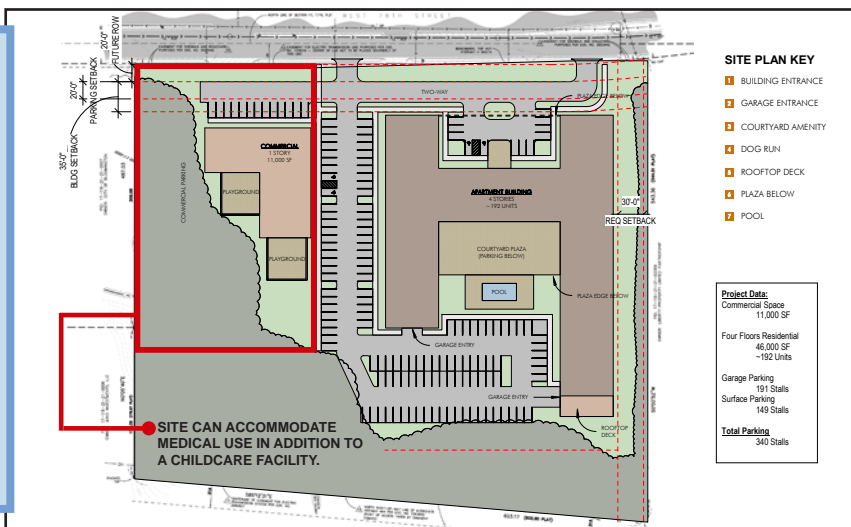 WEST 78TH STREET
20'-0"
FUTURE ROW
20'-0"
PARKING SETBACK
35'-0"
BLDG SETBACK
TWO-WAY
PLAZA EDGE BELOW
COMMERCIAL
1 STORY
11,000 SF
COMMERCIAL PARKING
PLAYGROUND
PLAYGROUND
APARTMENT BUILDING
4 STORIES
~192 UNITS
30'-0"
REQ SETBACK
COURTYARD PLAZA
(PARKING BELOW)
POOL
PLAZA EDGE BELOW
GARAGE ENTRY
GARAGE ENTRY
ROOFTOP
DECK
SITE CAN ACCOMMODATE
MEDICAL USE IN ADDITION TO
A CHILDCARE FACILITY.
SITE PLAN KEY
1 BUILDING ENTRANCE
2 GARAGE ENTRANCE
3 COURTYARD AMENITY
4 DOG RUN
5 ROOFTOP DECK
6 PLAZA BELOW
7 POOL
Project Data:
Commercial Space
11,000 SF
Four Floors Residential
46,000 SF
~192 Units
Garage Parking
191 Stalls
Surface Parking
149 Stalls
Total Parking
340 Stalls